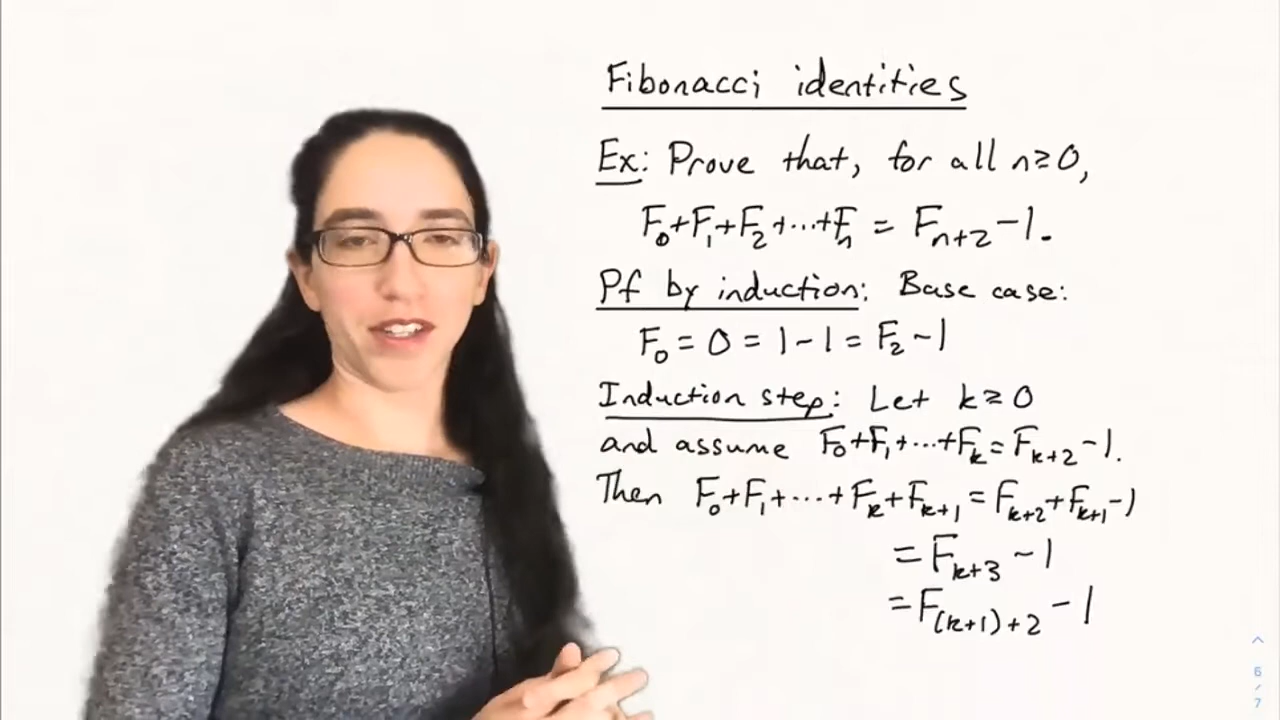 Fibonacci identities
Ex: Prove that, for all n≥0,
F₀+F₁+F₂+...+Fₙ = Fₙ₊₂-1.
Pf by induction: Base case:
F₀ = 0 = 1-1 = F₂-1
Induction step: Let k≥0
and assume F₀+F₁+...+Fₖ=Fₖ₊₂-1.
Then F₀+F₁+...+Fₖ+Fₖ₊₁=Fₖ₊₂+Fₖ₊₁-1
=Fₖ₊₃-1
=F₍ₖ₊₁₎₊₂-1
6
/
7